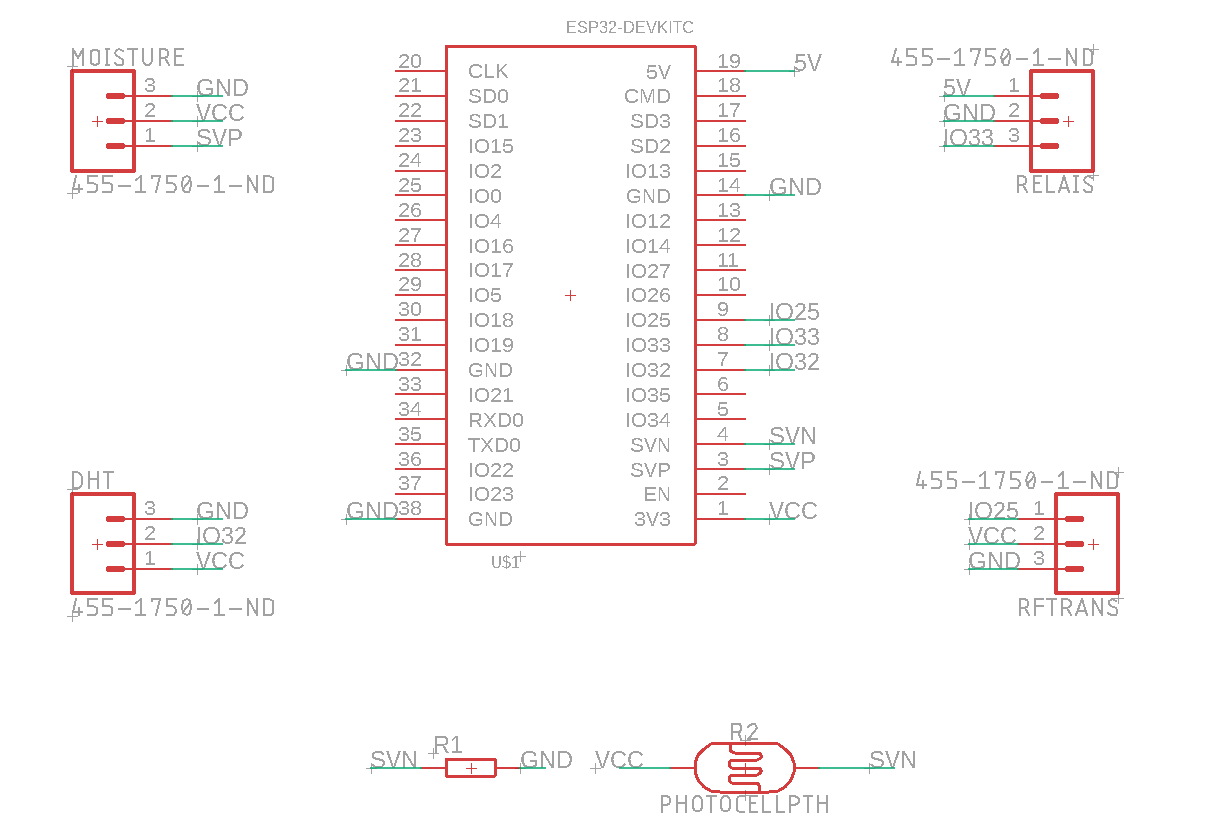 ESP32-DEVKITC
MOISTURE
3 GND
2 VCC
1 SVP
455-1750-1-ND
20 CLK
21 SD0
22 SD1
23 IO15
24 IO2
25 IO0
26 IO4
27 IO16
28 IO17
29 IO5
30 IO18
31 IO19
GND 32 GND
33 IO21
34 RXD0
35 TXD0
36 IO22
37 IO23
GND 38 GND
5V 19 5V
CMD 18
SD3 17
SD2 16
IO13 15
GND 14 GND
IO12 13
IO14 12
IO27 11
IO26 10
IO25 9 IO25
IO33 8 IO33
IO32 7 IO32
IO35 6
IO34 5
SVN 4 SVN
SVP 3 SVP
EN 2
3V3 1 VCC
U$1
455-1750-1-ND
5V 1
GND 2
IO33 3
RELAIS
DHT
3 GND
2 IO32
1 VCC
455-1750-1-ND
455-1750-1-ND
IO25 1
VCC 2
GND 3
RFTRANS
R1
SVN GND
R2
VCC SVN
PHOTOCELLPTH